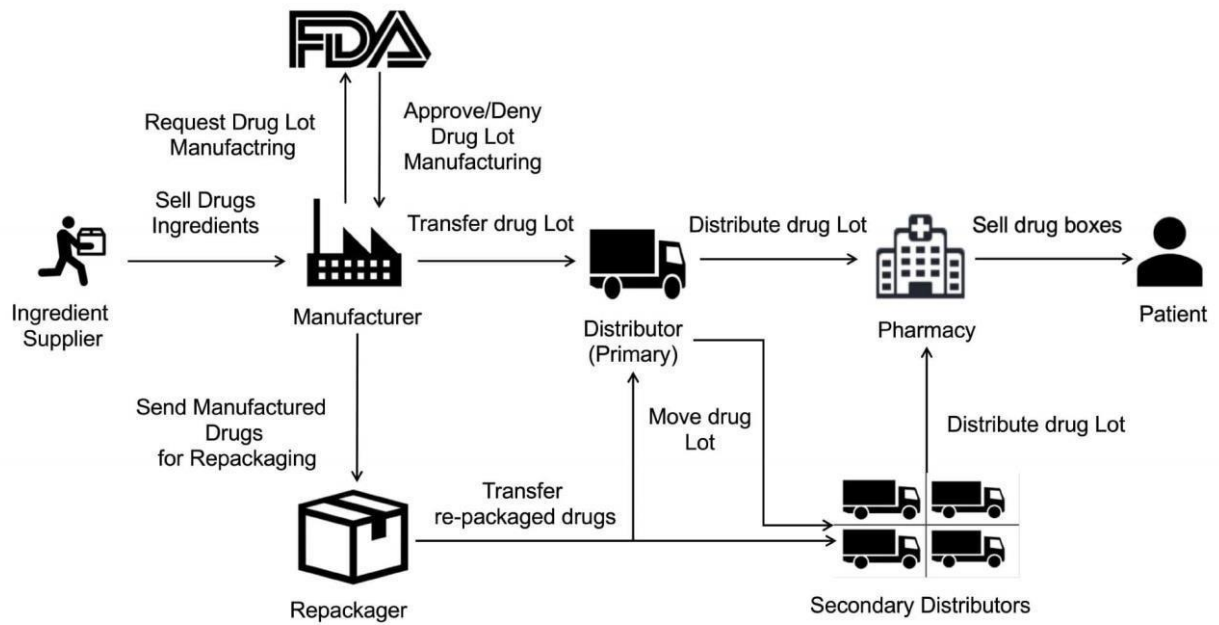 FDA
Request Drug Lot
Manufactring
Approve/Deny
Drug Lot
Manufacturing
Sell Drugs
Ingredients
Transfer drug Lot
Distribute drug Lot
Sell drug boxes
Ingredient
Supplier
Manufacturer
Distributor
(Primary)
Pharmacy
Patient
Send Manufactured
Drugs
for Repackaging
Move drug
Lot
Distribute drug Lot
Transfer
re-packaged drugs
Repackager
Secondary Distributors